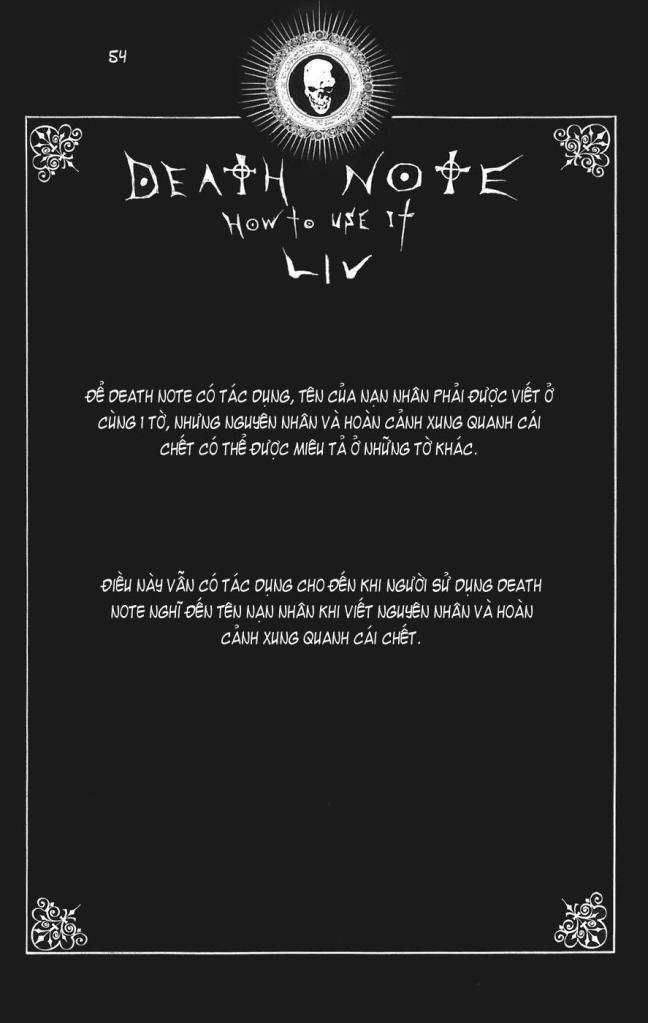 54
DEATH NOTE
HOW TO USE IT
LIV
ĐỂ DEATH NOTE CÓ TÁC DỤNG, TÊN CỦA NẠN NHÂN PHẢI ĐƯỢC VIẾT Ở
CÙNG 1 TỜ, NHƯNG NGUYÊN NHÂN VÀ HOÀN CẢNH XUNG QUANH CÁI
CHẾT CÓ THỂ ĐƯỢC MIÊU TẢ Ở NHỮNG TỜ KHÁC.
ĐIỀU NÀY VẪN CÓ TÁC DỤNG CHO ĐẾN KHI NGƯỜI SỬ DỤNG DEATH
NOTE NGHĨ ĐẾN TÊN NẠN NHÂN KHI VIẾT NGUYÊN NHÂN VÀ HOÀN
CẢNH XUNG QUANH CÁI CHẾT.